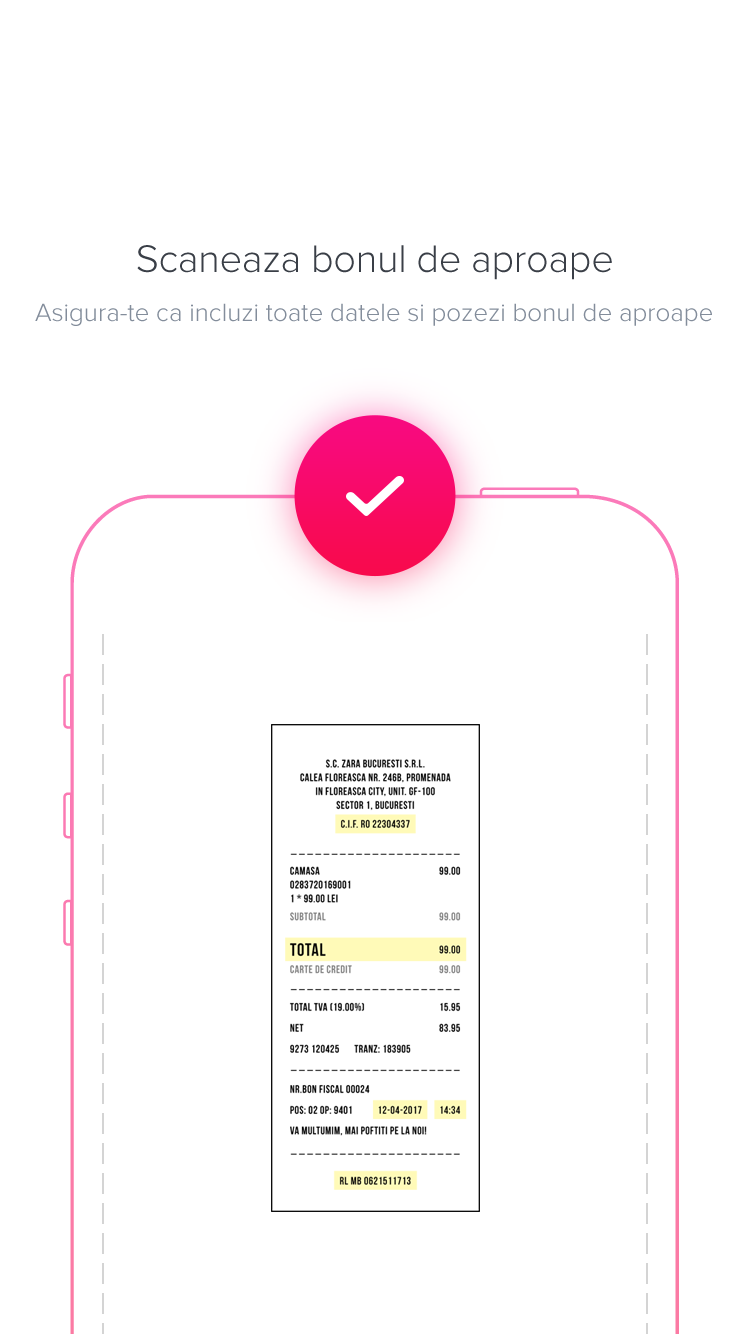 Scaneaza bonul de aproape
Asigura-te ca incluzi toate datele si pozezi bonul de aproape
S.C. ZARA BUCURESTI S.R.L.
CALEA FLOREASCA NR. 246B, PROMENADA
IN FLOREASCA CITY, UNIT. GF-100
SECTOR 1, BUCURESTI
C.I.F. RO 22304337
CAMASA 99.00
0283720169001
1 * 99.00 LEI
SUBTOTAL 99.00
TOTAL 99.00
CARTE DE CREDIT 99.00
TOTAL TVA (19.00%) 15.95
NET 83.95
9273 120425 TRANZ: 183905
NR.BON FISCAL 00024
POS: 02 OP: 9401 12-04-2017 14:34
VA MULTUMIM, MAI POFTITI PE LA NOI!
RL MB 0621511713